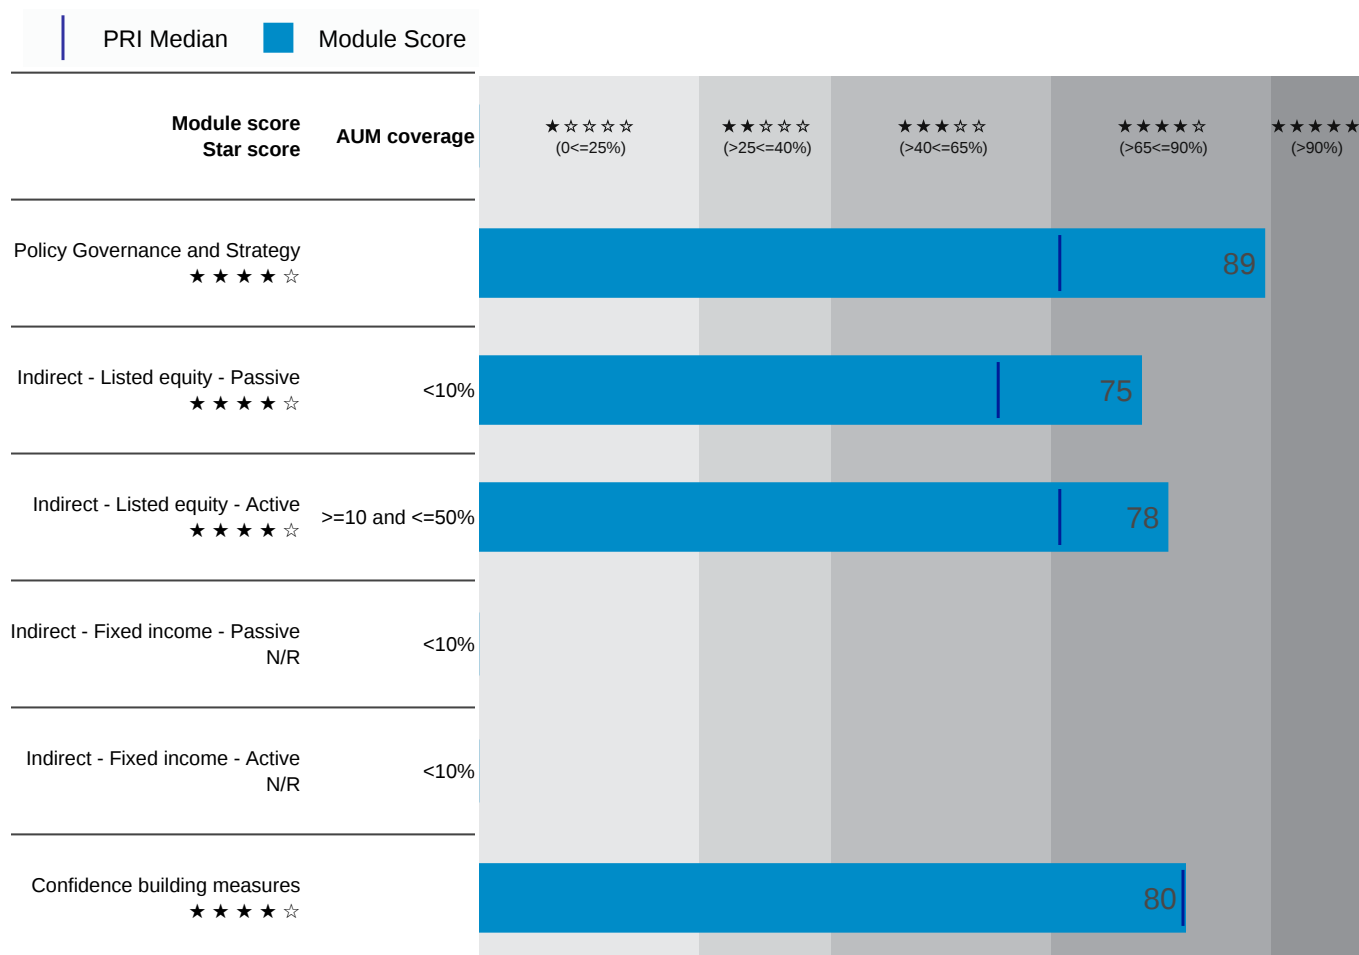 PRI Median Module Score
Module score
Star score
AUM coverage
★☆☆☆☆ ★★☆☆☆ ★★★☆☆ ★★★★☆ ★★★★★
(0<=25%) (>25<=40%) (>40<=65%) (>65<=90%) (>90%)
Policy Governance and Strategy
★★★★☆
89
Indirect - Listed equity - Passive
★★★★☆
<10%
75
Indirect - Listed equity - Active
★★★★☆
>=10 and <=50%
78
Indirect - Fixed income - Passive
N/R
<10%
Indirect - Fixed income - Active
N/R
<10%
Confidence building measures
★★★★☆
80